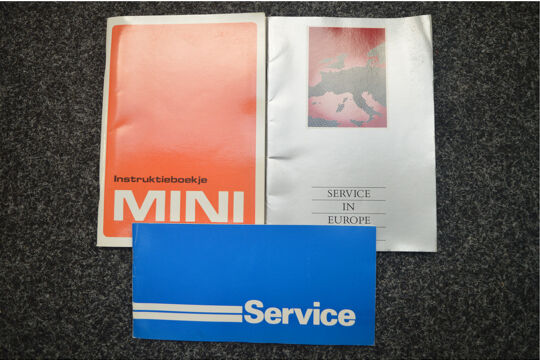 Instruktieboekje
MINI
SERVICE
IN
EUROPE
Service